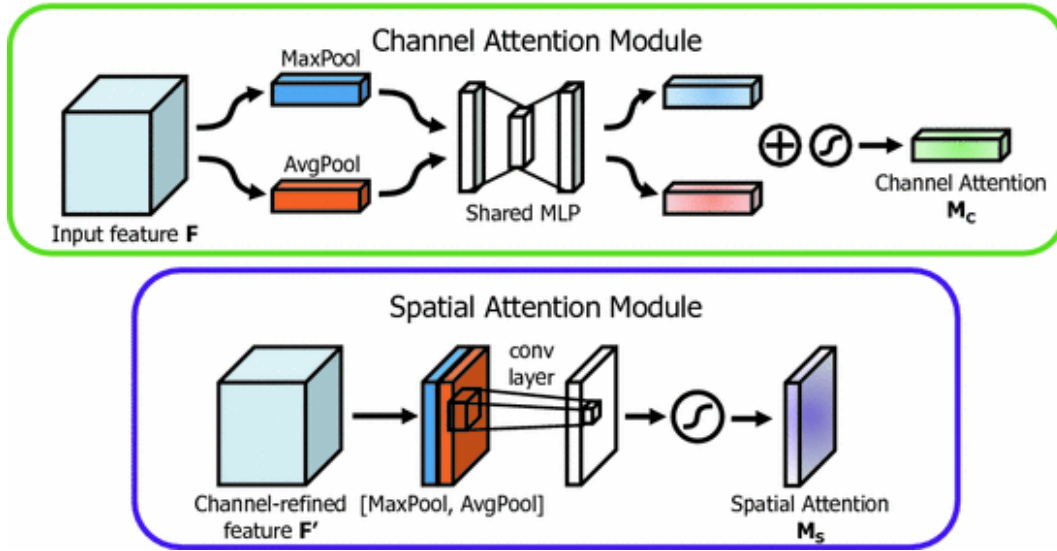 Channel Attention Module
MaxPool
AvgPool
Shared MLP
Input feature F
Channel Attention
Mc
Spatial Attention Module
conv
layer
Channel-refined
feature F'
[MaxPool, AvgPool]
Spatial Attention
Ms